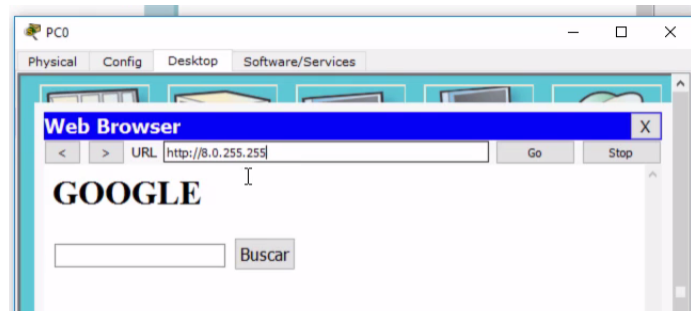 PC0
Physical Config Desktop Software/Services
Web Browser X
< > URL http://8.0.255.255 Go Stop
GOOGLE
Buscar